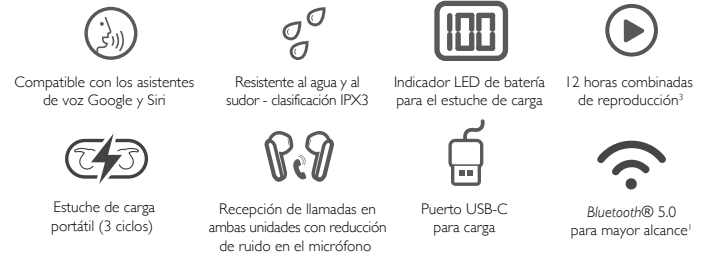 100
Compatible con los asistentes
de voz Google y Siri
Resistente al agua y al
sudor - clasificación IPX3
Indicador LED de batería
para el estuche de carga
12 horas combinadas
de reproducción³
Estuche de carga
portátil (3 ciclos)
Recepción de llamadas en
ambas unidades con reducción
de ruido en el micrófono
Puerto USB-C
para carga
Bluetooth® 5.0
para mayor alcance¹